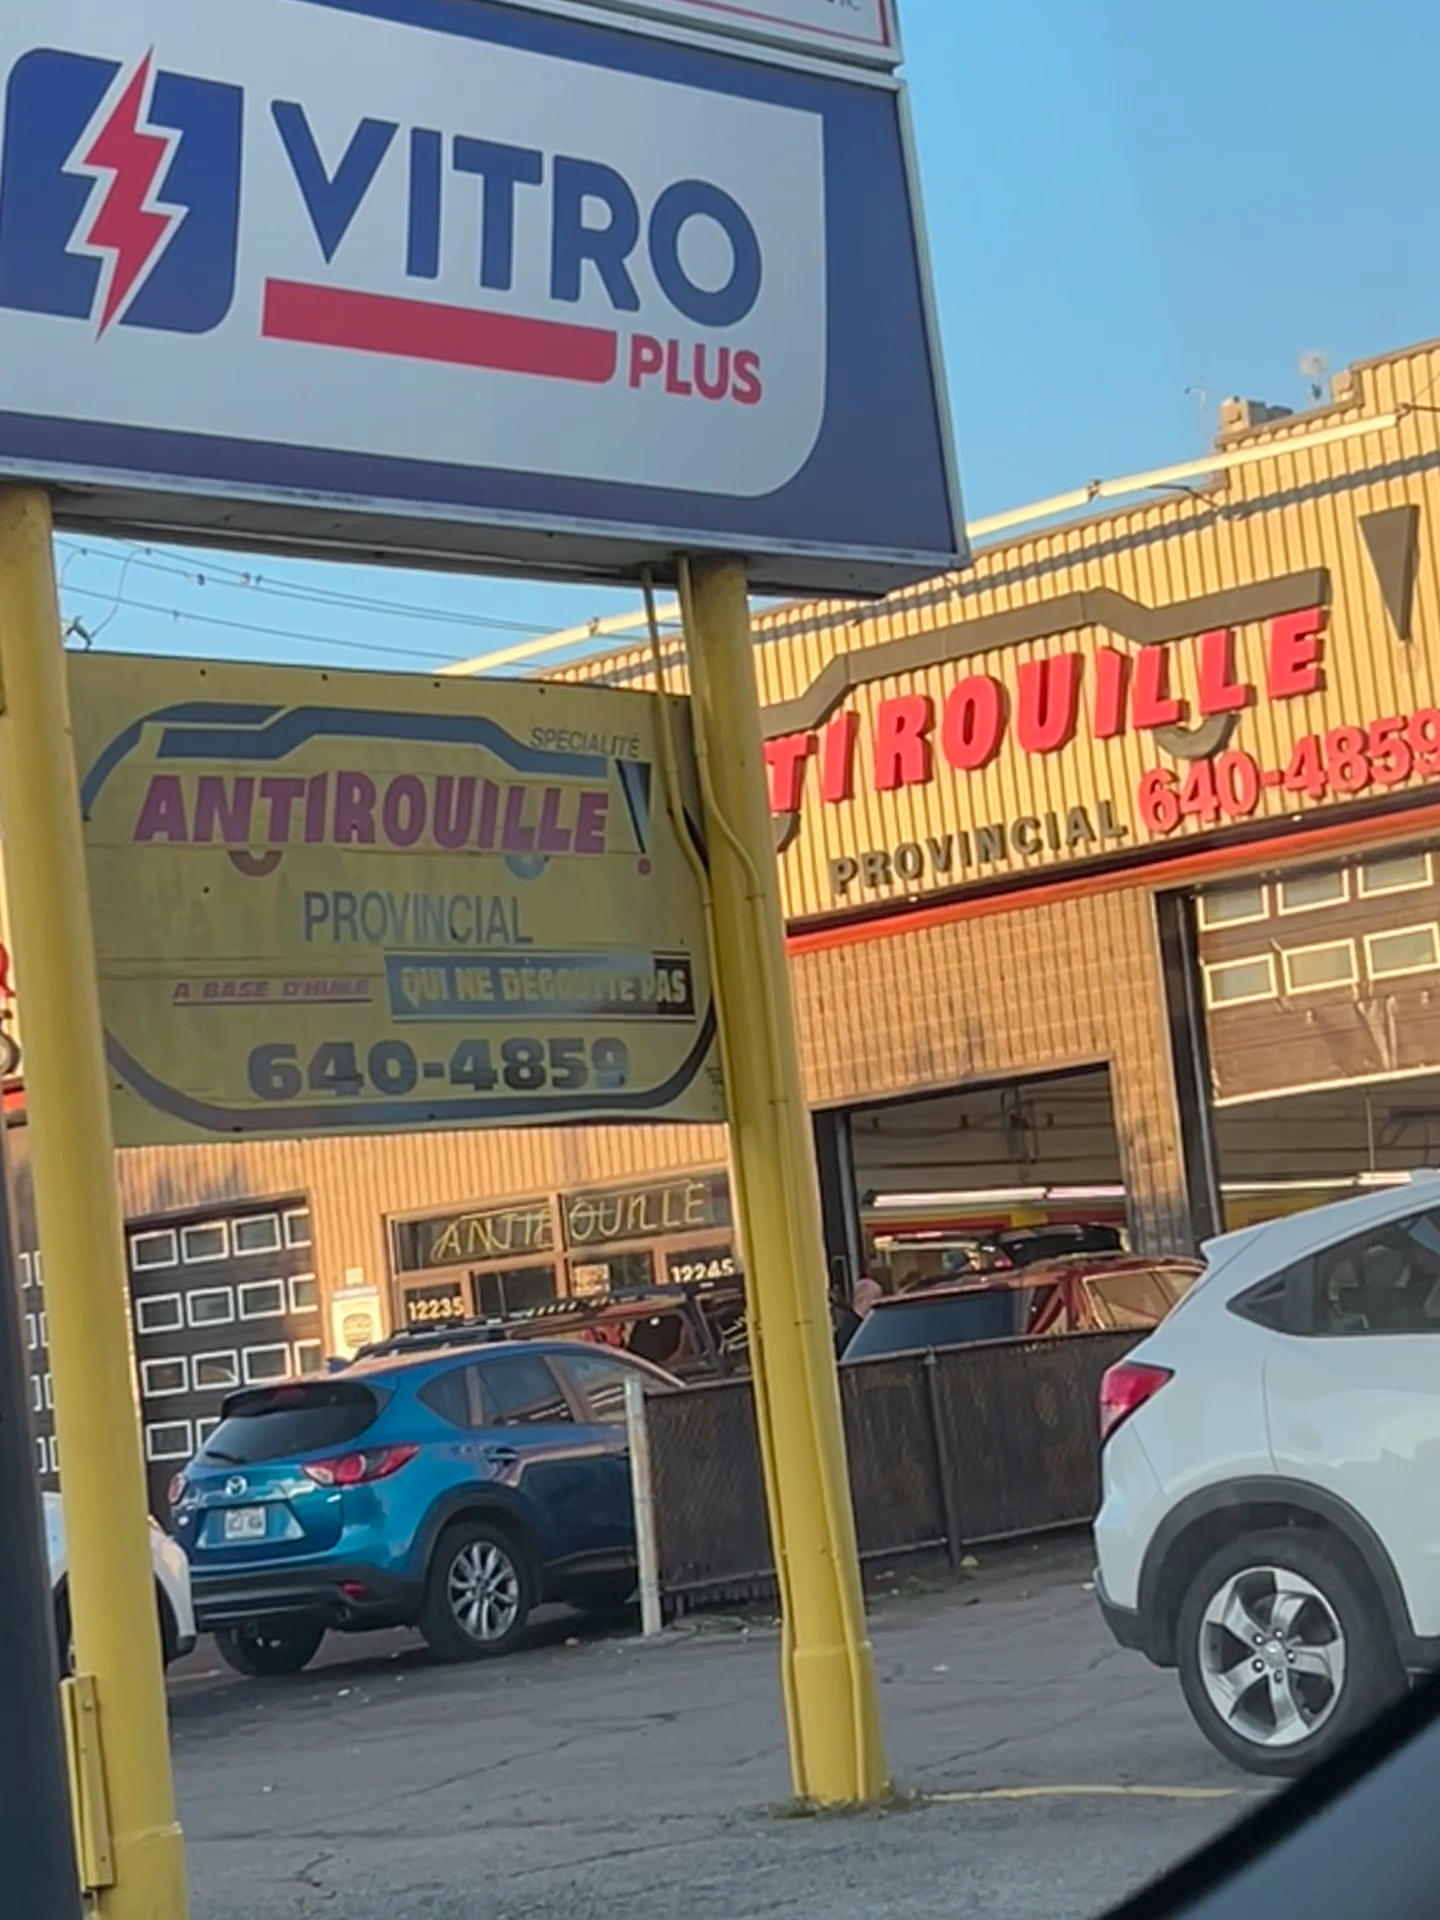 VITRO
PLUS
SPÉCIALITÉ
ANTIROUILLE!
PROVINCIAL
A BASE D'HUILE QUI NE DÉGOUTTE PAS
640-4859
TIROUILLE!
PROVINCIAL 640-4859
ANTIROUILLE
12235
12245